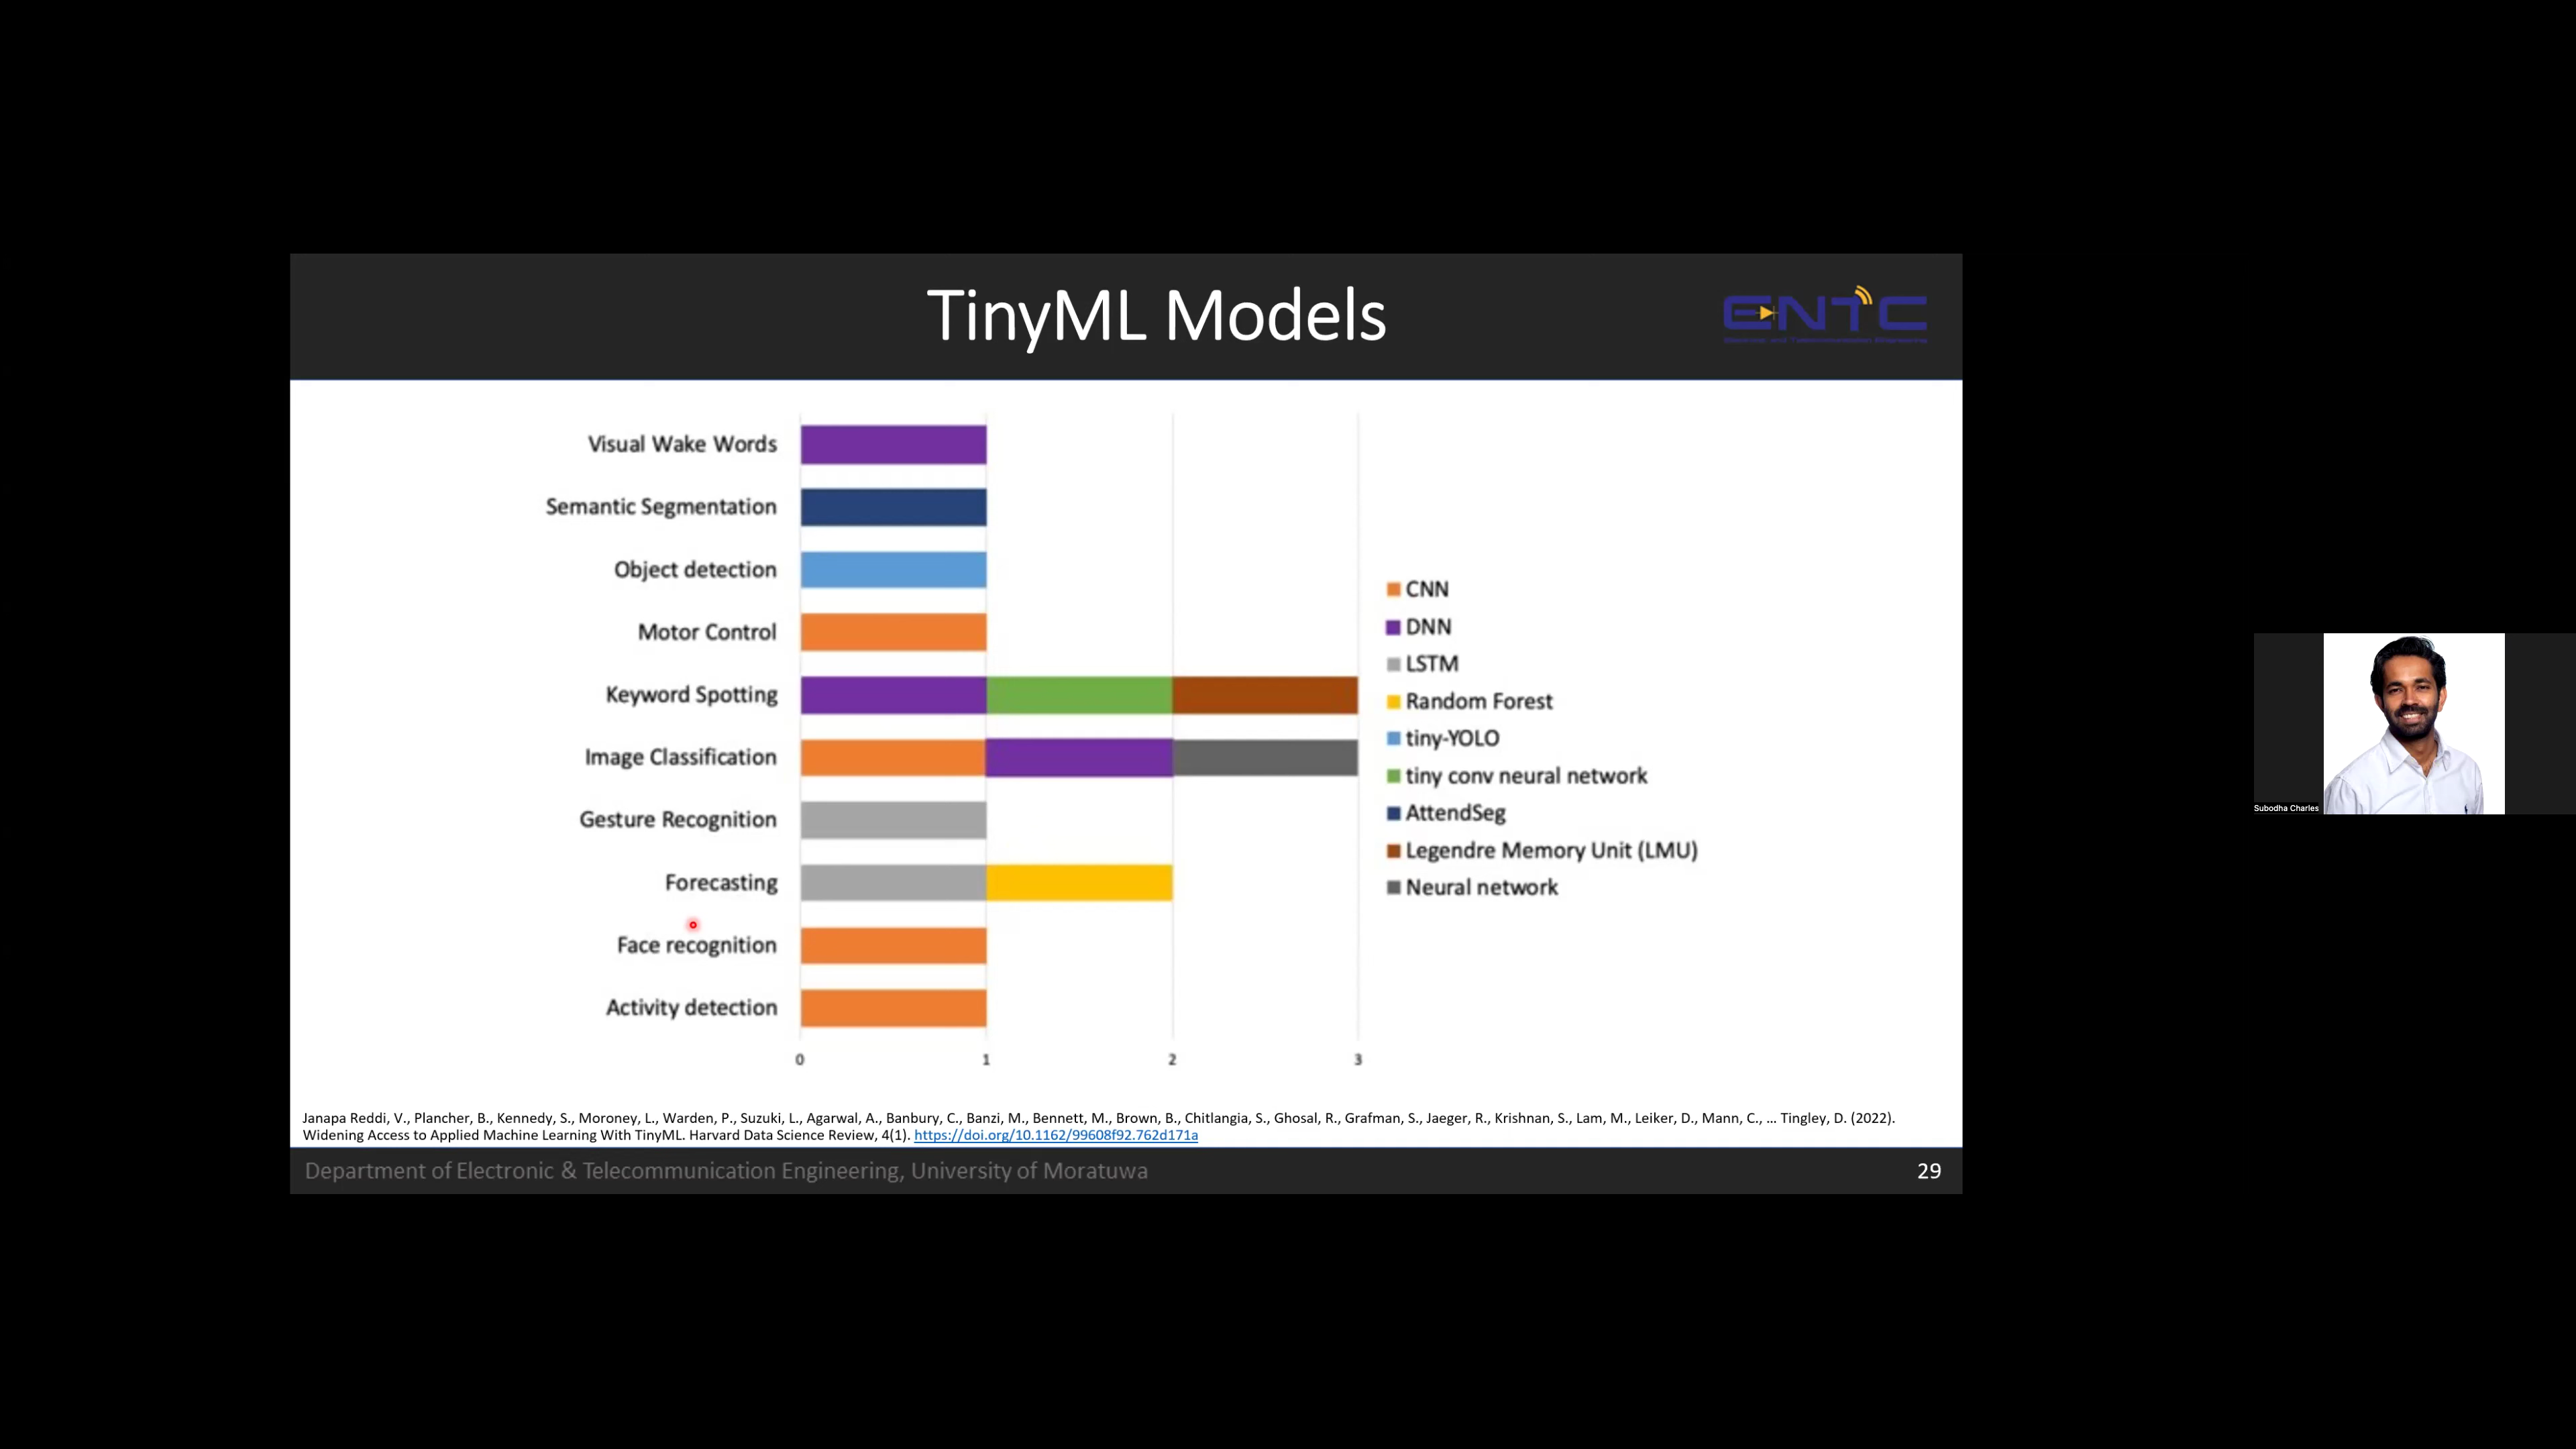 TinyML Models
ENTC
Visual Wake Words
Semantic Segmentation
Object detection
Motor Control
Keyword Spotting
Image Classification
Gesture Recognition
Forecasting
Face recognition
Activity detection
0 1 2 3
CNN
DNN
LSTM
Random Forest
tiny-YOLO
tiny conv neural network
AttendSeg
Legendre Memory Unit (LMU)
Neural network
Janapa Reddi, V., Plancher, B., Kennedy, S., Moroney, L., Warden, P., Suzuki, L., Agarwal, A., Banbury, C., Banzi, M., Bennett, M., Brown, B., Chitlangia, S., Ghosal, R., Grafman, S., Jaeger, R., Krishnan, S., Lam, M., Leiker, D., Mann, C., … Tingley, D. (2022).
Widening Access to Applied Machine Learning With TinyML. Harvard Data Science Review, 4(1). https://doi.org/10.1162/99608f92.762d171a
Department of Electronic & Telecommunication Engineering, University of Moratuwa
29
Subodha Charles